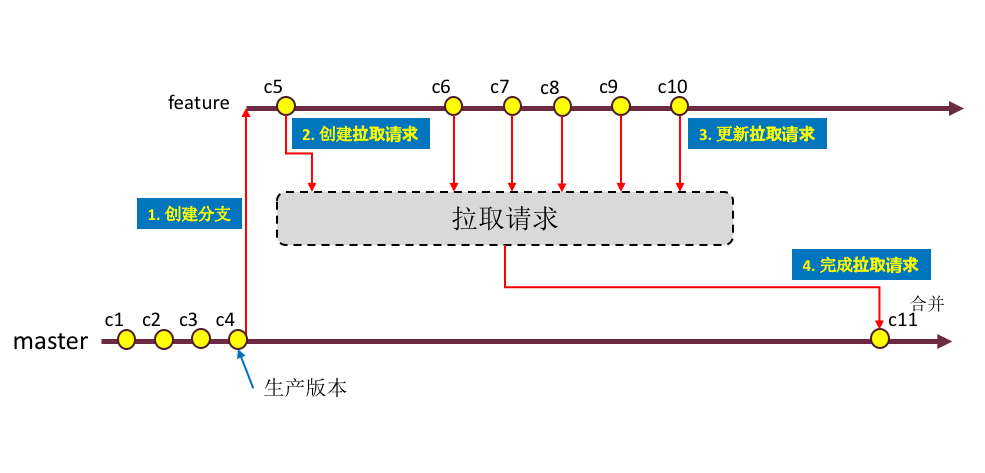 c5
c6
c7
c8
c9
c10
feature
2. 创建拉取请求
3. 更新拉取请求
1. 创建分支
拉取请求
4. 完成拉取请求
合并
c1
c2
c3
c4
c11
master
生产版本